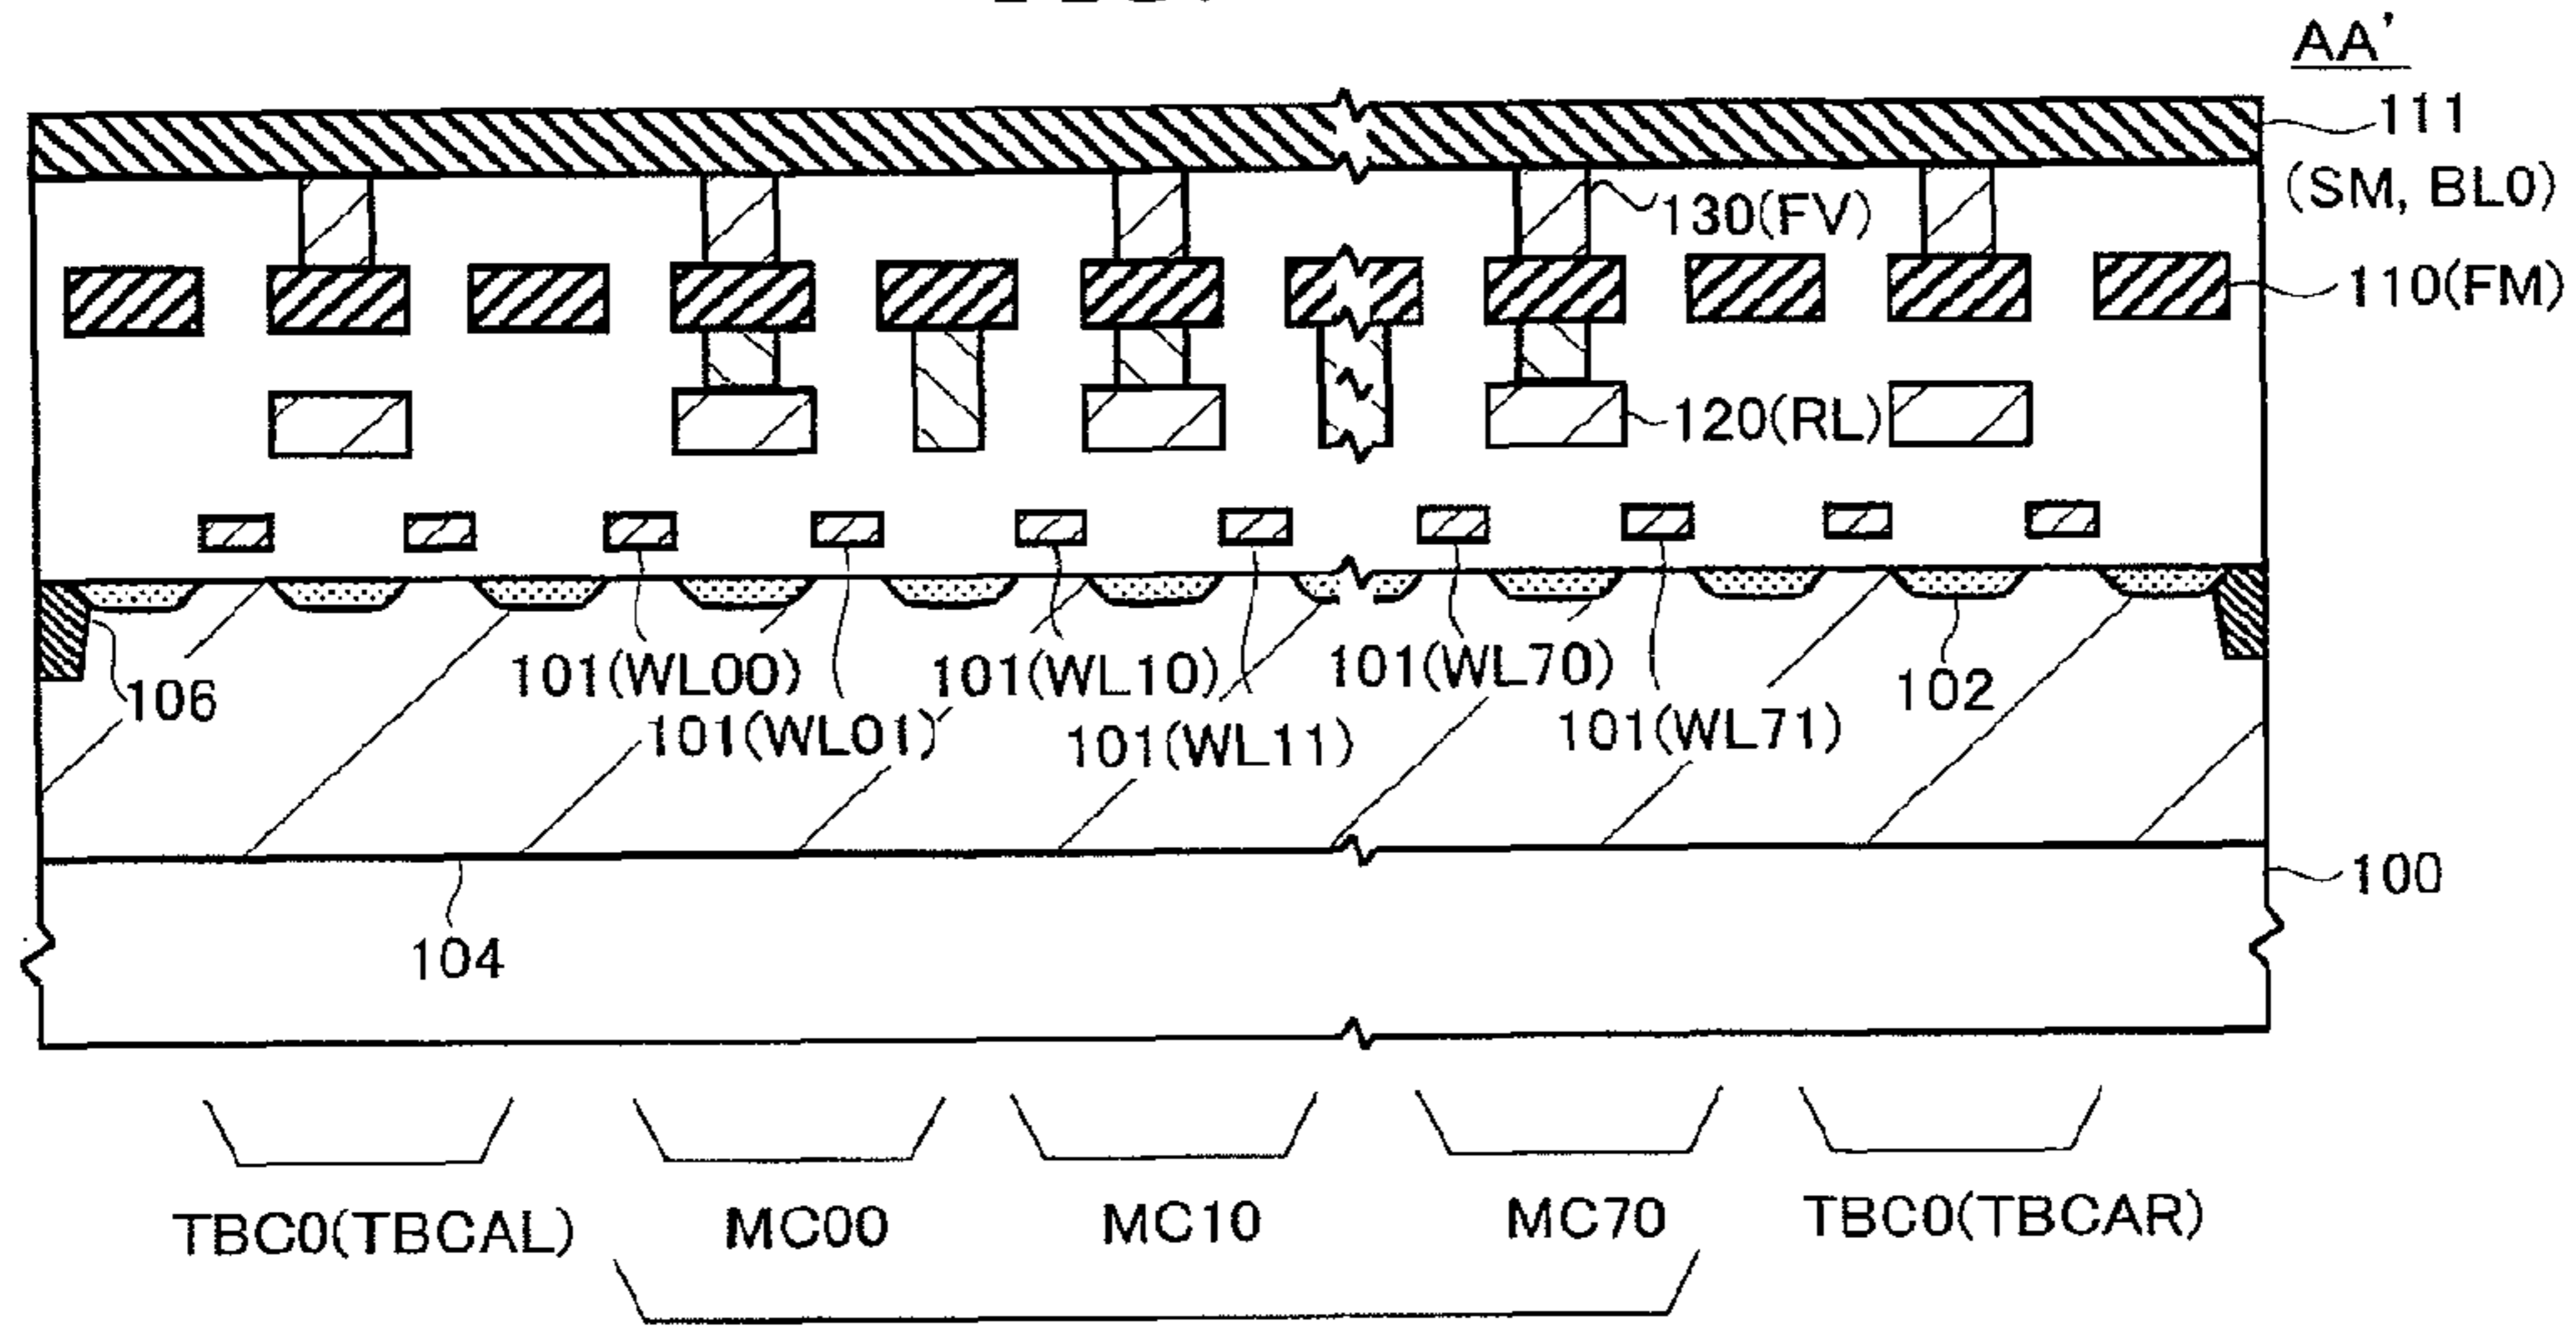 AA'
111
(SM, BL0)
130(FV)
110(FM)
120(RL)
101(WL00)
101(WL10)
101(WL70)
102
106
101(WL01)
101(WL11)
101(WL71)
100
104
TBC0(TBCAL)
MC00
MC10
MC70
TBC0(TBCAR)